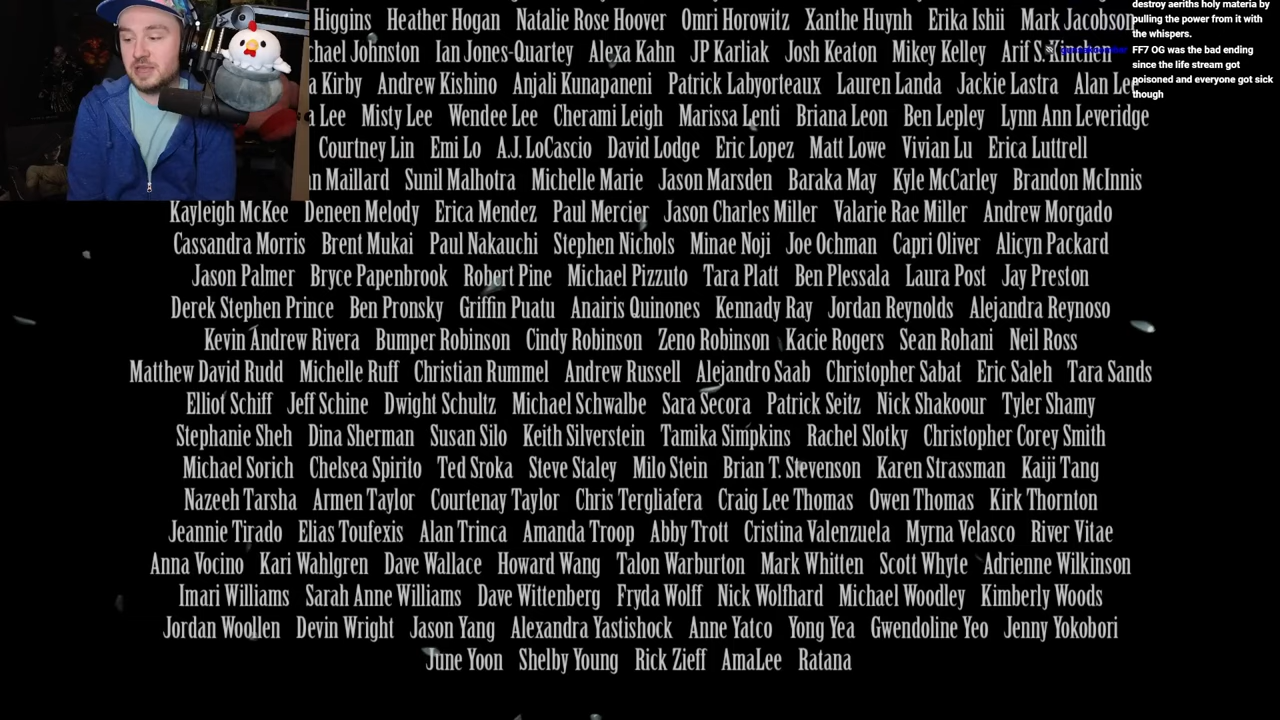 destroy aeriths holy materia by
pulling the power from it with
the whispers.
FF7 OG was the bad ending
since the life stream got
poisoned and everyone got sick
though
Higgins Heather Hogan Natalie Rose Hoover Omri Horowitz Xanthe Huynh Erika Ishii Mark Jacobson
chael Johnston Ian Jones-Quartey Alexa Kahn JP Karliak Josh Keaton Mikey Kelley Arif S. Kinchen
a Kirby Andrew Kishino Anjali Kunapaneni Patrick Labyorteaux Lauren Landa Jackie Lastra Alan Lee
a Lee Misty Lee Wendee Lee Cherami Leigh Marissa Lenti Briana Leon Ben Lepley Lynn Ann Leveridge
Courtney Lin Emi Lo A.J. LoCascio David Lodge Eric Lopez Matt Lowe Vivian Lu Erica Luttrell
n Maillard Sunil Malhotra Michelle Marie Jason Marsden Baraka May Kyle McCarley Brandon McInnis
Kayleigh McKee Deneen Melody Erica Mendez Paul Mercier Jason Charles Miller Valarie Rae Miller Andrew Morgado
Cassandra Morris Brent Mukai Paul Nakauchi Stephen Nichols Minae Noji Joe Ochman Capri Oliver Alicyn Packard
Jason Palmer Bryce Papenbrook Robert Pine Michael Pizzuto Tara Platt Ben Plessala Laura Post Jay Preston
Derek Stephen Prince Ben Pronsky Griffin Puatu Anairis Quinones Kennady Ray Jordan Reynolds Alejandra Reynoso
Kevin Andrew Rivera Bumper Robinson Cindy Robinson Zeno Robinson Kacie Rogers Sean Rohani Neil Ross
Matthew David Rudd Michelle Ruff Christian Rummel Andrew Russell Alejandro Saab Christopher Sabat Eric Saleh Tara Sands
Elliot Schiff Jeff Schine Dwight Schultz Michael Schwalbe Sara Secora Patrick Seitz Nick Shakoour Tyler Shamy
Stephanie Sheh Dina Sherman Susan Silo Keith Silverstein Tamika Simpkins Rachel Slotky Christopher Corey Smith
Michael Sorich Chelsea Spirito Ted Sroka Steve Staley Milo Stein Brian T. Stevenson Karen Strassman Kaiji Tang
Nazeeh Tarsha Armen Taylor Courtenay Taylor Chris Tergliafera Craig Lee Thomas Owen Thomas Kirk Thornton
Jeannie Tirado Elias Toufexis Alan Trinca Amanda Troop Abby Trott Cristina Valenzuela Myrna Velasco River Vitae
Anna Vocino Kari Wahlgren Dave Wallace Howard Wang Talon Warburton Mark Whitten Scott Whyte Adrienne Wilkinson
Imari Williams Sarah Anne Williams Dave Wittenberg Fryda Wolff Nick Wolfhard Michael Woodley Kimberly Woods
Jordan Woollen Devin Wright Jason Yang Alexandra Yastishock Anne Yatco Yong Yea Gwendoline Yeo Jenny Yokobori
June Yoon Shelby Young Rick Zieff AmaLee Ratana